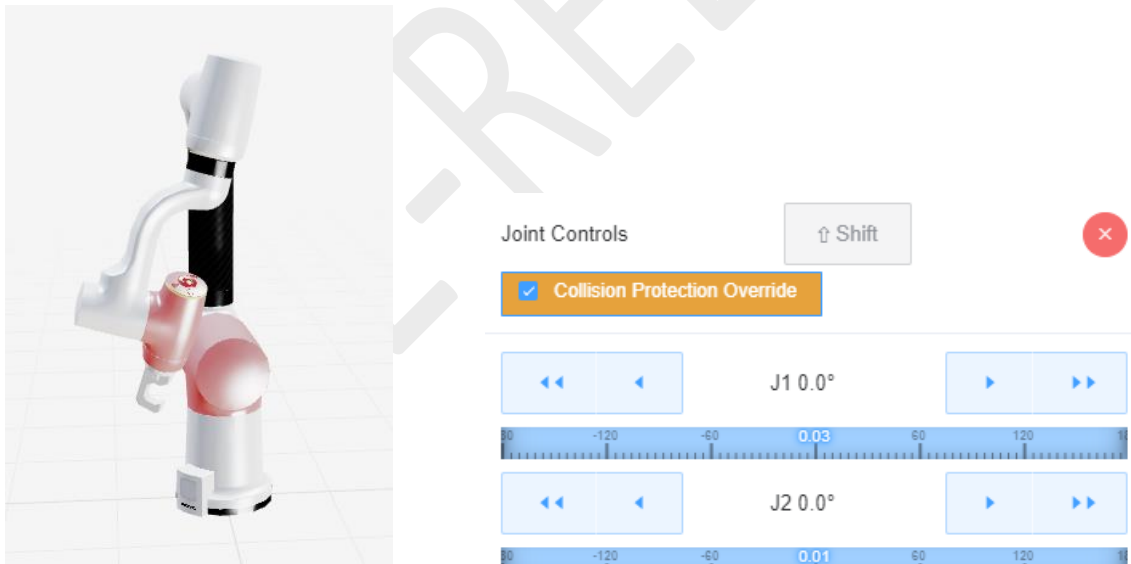 E-RE
Joint Controls
⇧ Shift
Collision Protection Override
J1 0.0°
-120 -60 0.03 60 120
J2 0.0°
-120 -60 0.01 60 120